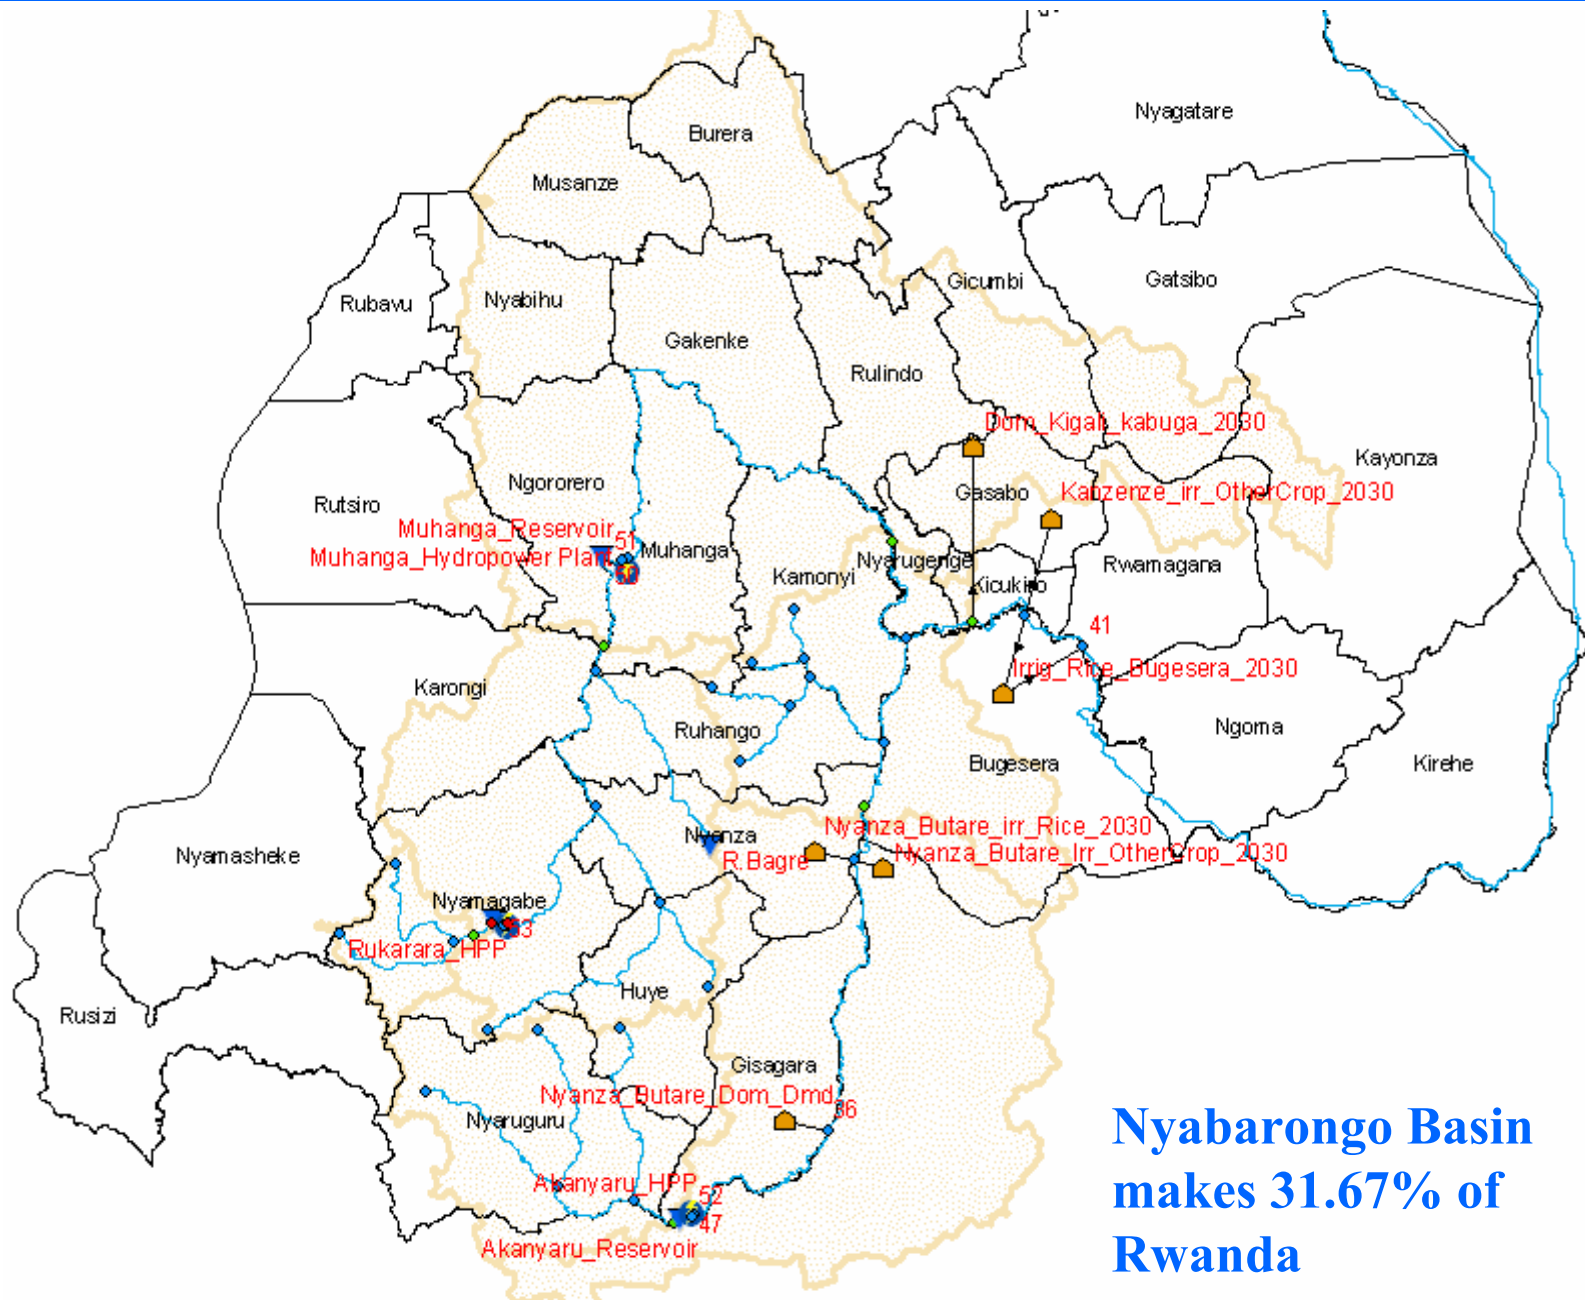 Nyagatare
Burera
Musanze
Gicumbi
Gatsibo
Rubavu
Nyabihu
Gakenke
Rulindo
Dom_Kigali_kabuga_2030
Kayonza
Ngororero
Gasabo
Kanzenze_irr_OtherCrop_2030
Rutsiro
Muhanga_Reservoir
51
Muhanga_Hydropower Plant
Muhanga
Kamonyi
Nyarugenge
Kicukiro
Rwamagana
41
Irrig_Rice_Bugesera_2030
Karongi
Ruhango
Ngoma
Bugesera
Kirehe
Nyanza
Nyanza_Butare_irr_Rice_2030
Nyamasheke
R.Bagre
Nyanza_Butare_Irr_OtherCrop_2030
Nyamagabe
53
Rukarara_HPP
Huye
Rusizi
Gisagara
Nyanza_Butare_Dom_Dmd
36
Nyaruguru
Akanyaru_HPP
52
47
Akanyaru_Reservoir
Nyabarongo Basin
makes 31.67% of
Rwanda